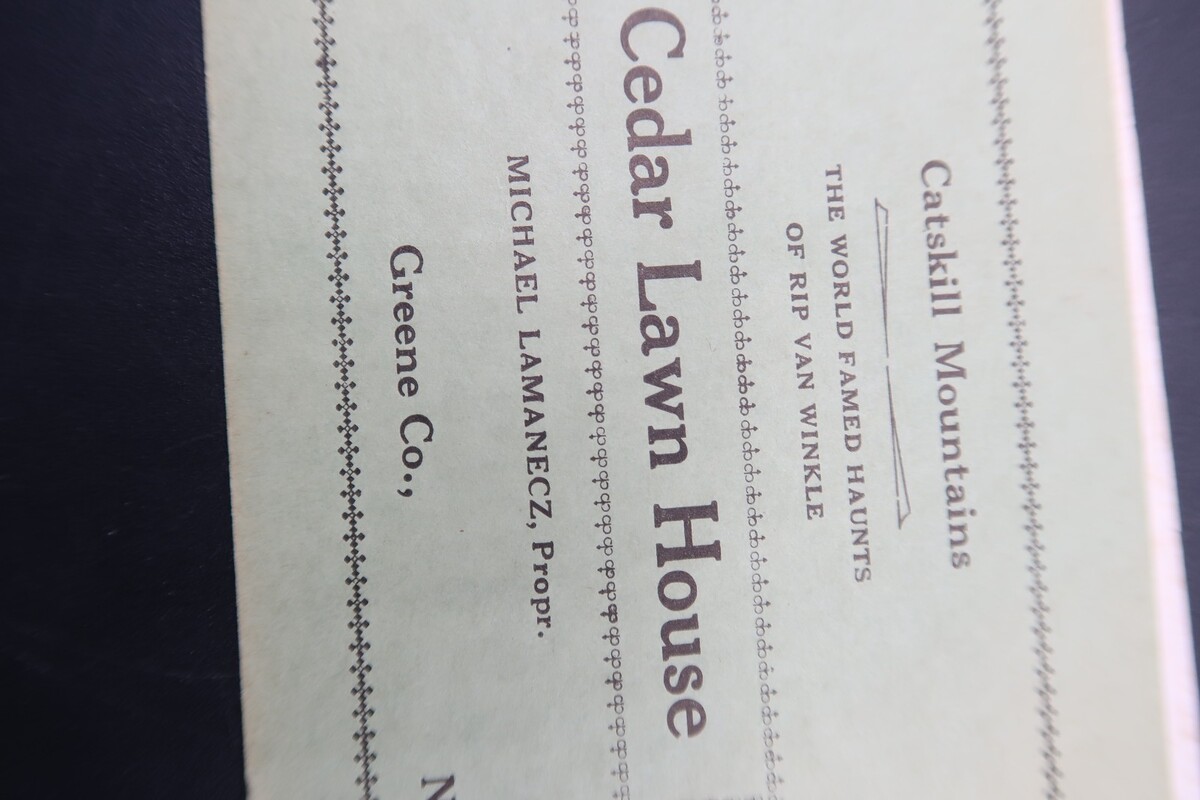 Catskill Mountains
THE WORLD FAMED HAUNTS
OF RIP VAN WINKLE
Cedar Lawn House
MICHAEL LAMANECZ, Propr.
Greene Co., N